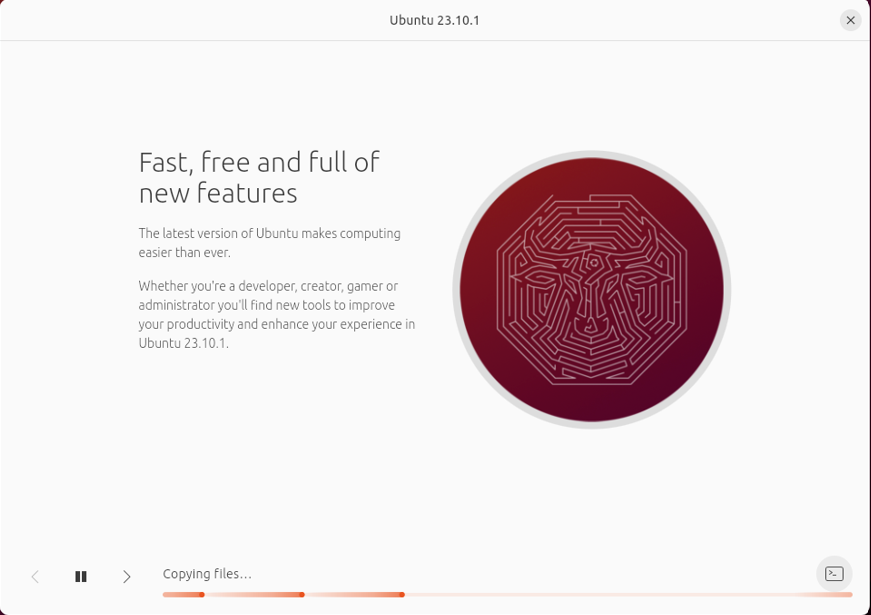 Ubuntu 23.10.1
Fast, free and full of
new features
The latest version of Ubuntu makes computing
easier than ever.
Whether you're a developer, creator, gamer or
administrator you'll find new tools to improve
your productivity and enhance your experience in
Ubuntu 23.10.1.
Copying files...